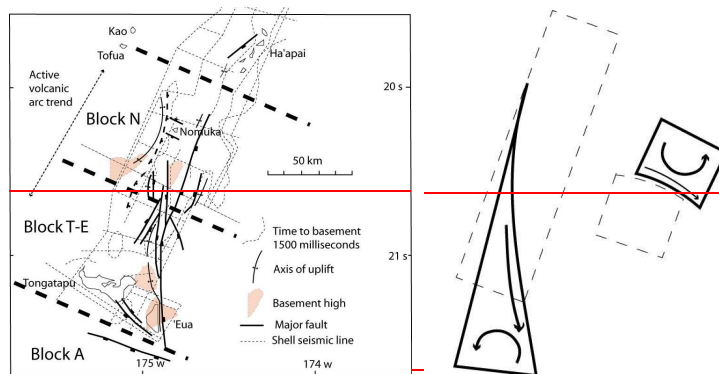 Kao
Tofua
Ha'apai
20 s
Active
volcanic
arc trend
Block N
Nomuka
50 km
Block T-E
Time to basement
1500 milliseconds
21 s
Axis of uplift
Tongatapu
Basement high
'Eua
Major fault
Shell seismic line
Block A
175 w
174 w